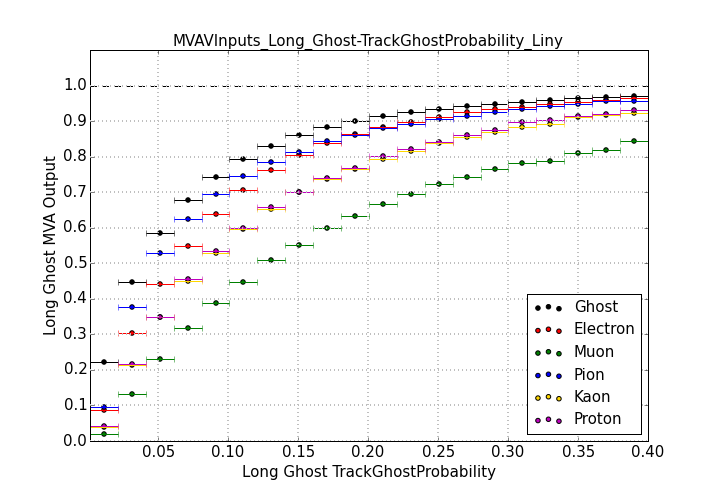 MVAVInputs_Long_Ghost-TrackGhostProbability_Liny
Long Ghost MVA Output
1.0
0.9
0.8
0.7
0.6
0.5
0.4
0.3
0.2
0.1
0.0
Ghost
Electron
Muon
Pion
Kaon
Proton
0.05 0.10 0.15 0.20 0.25 0.30 0.35 0.40
Long Ghost TrackGhostProbability